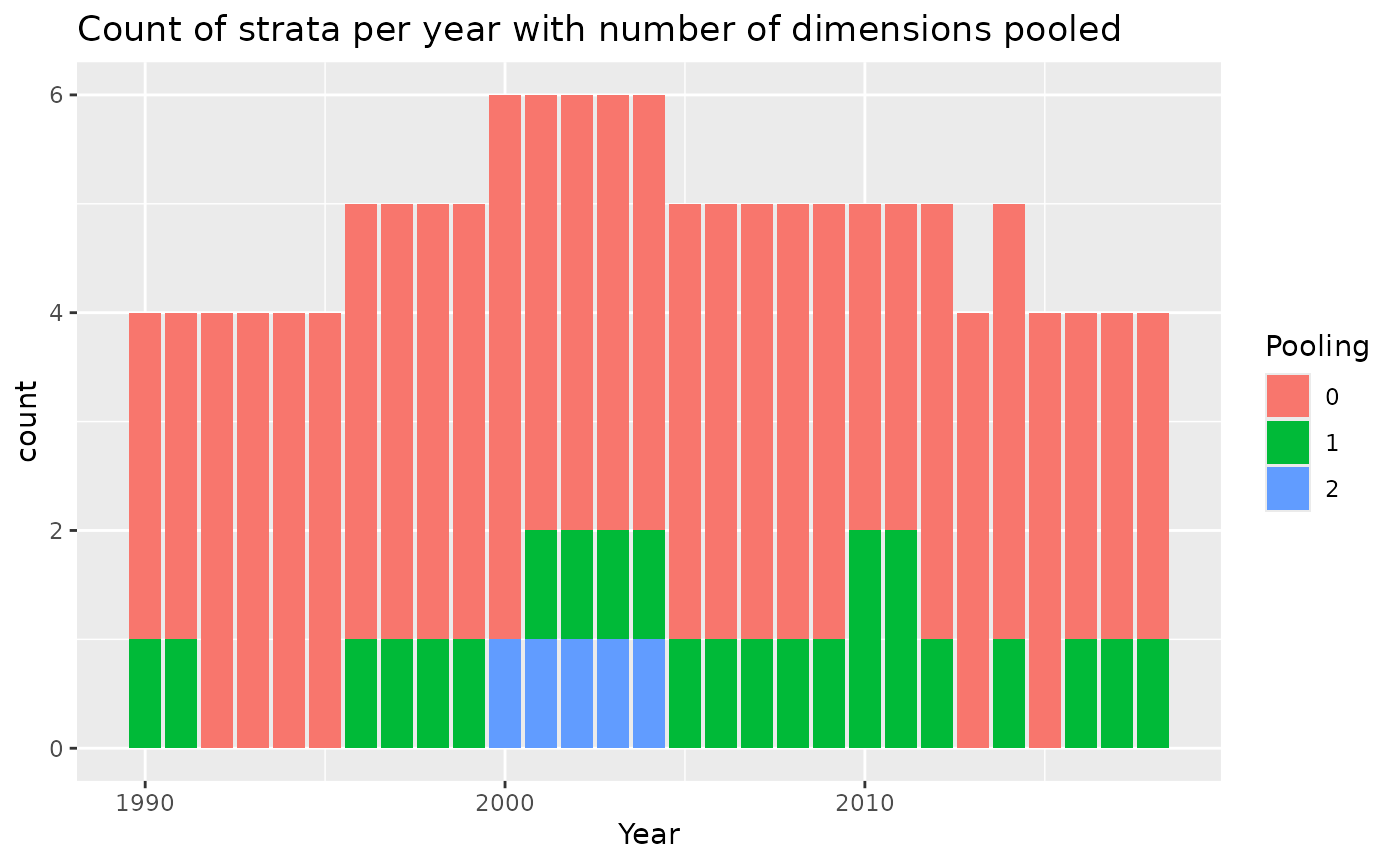 Count of strata per year with number of dimensions pooled
6
4
2
0
count
1990 2000 2010
Year
Pooling
0
1
2